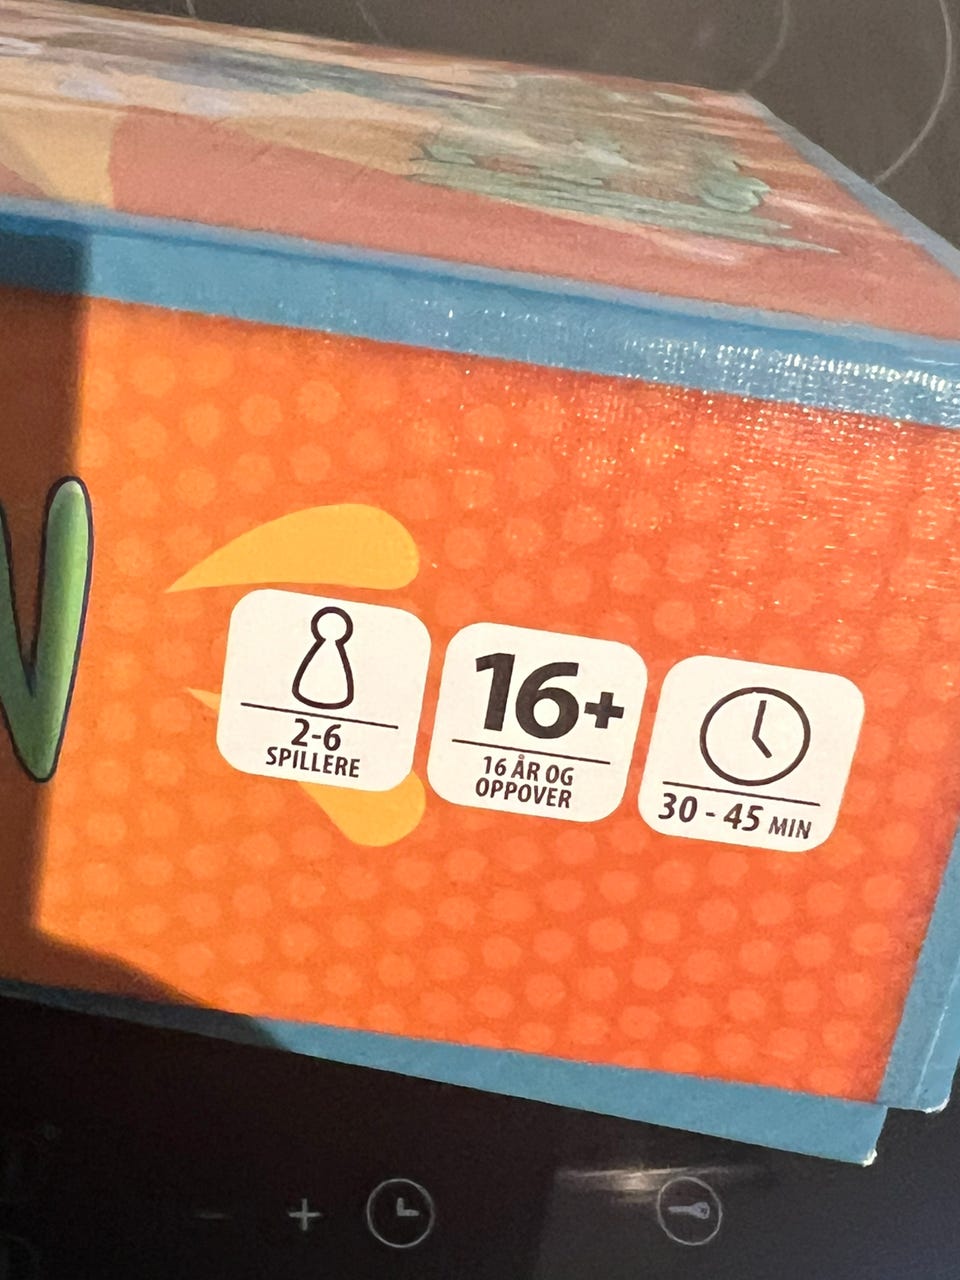 N
2-6
SPILLERE
16+
16 ÅR OG
OPPOVER
30 - 45 MIN